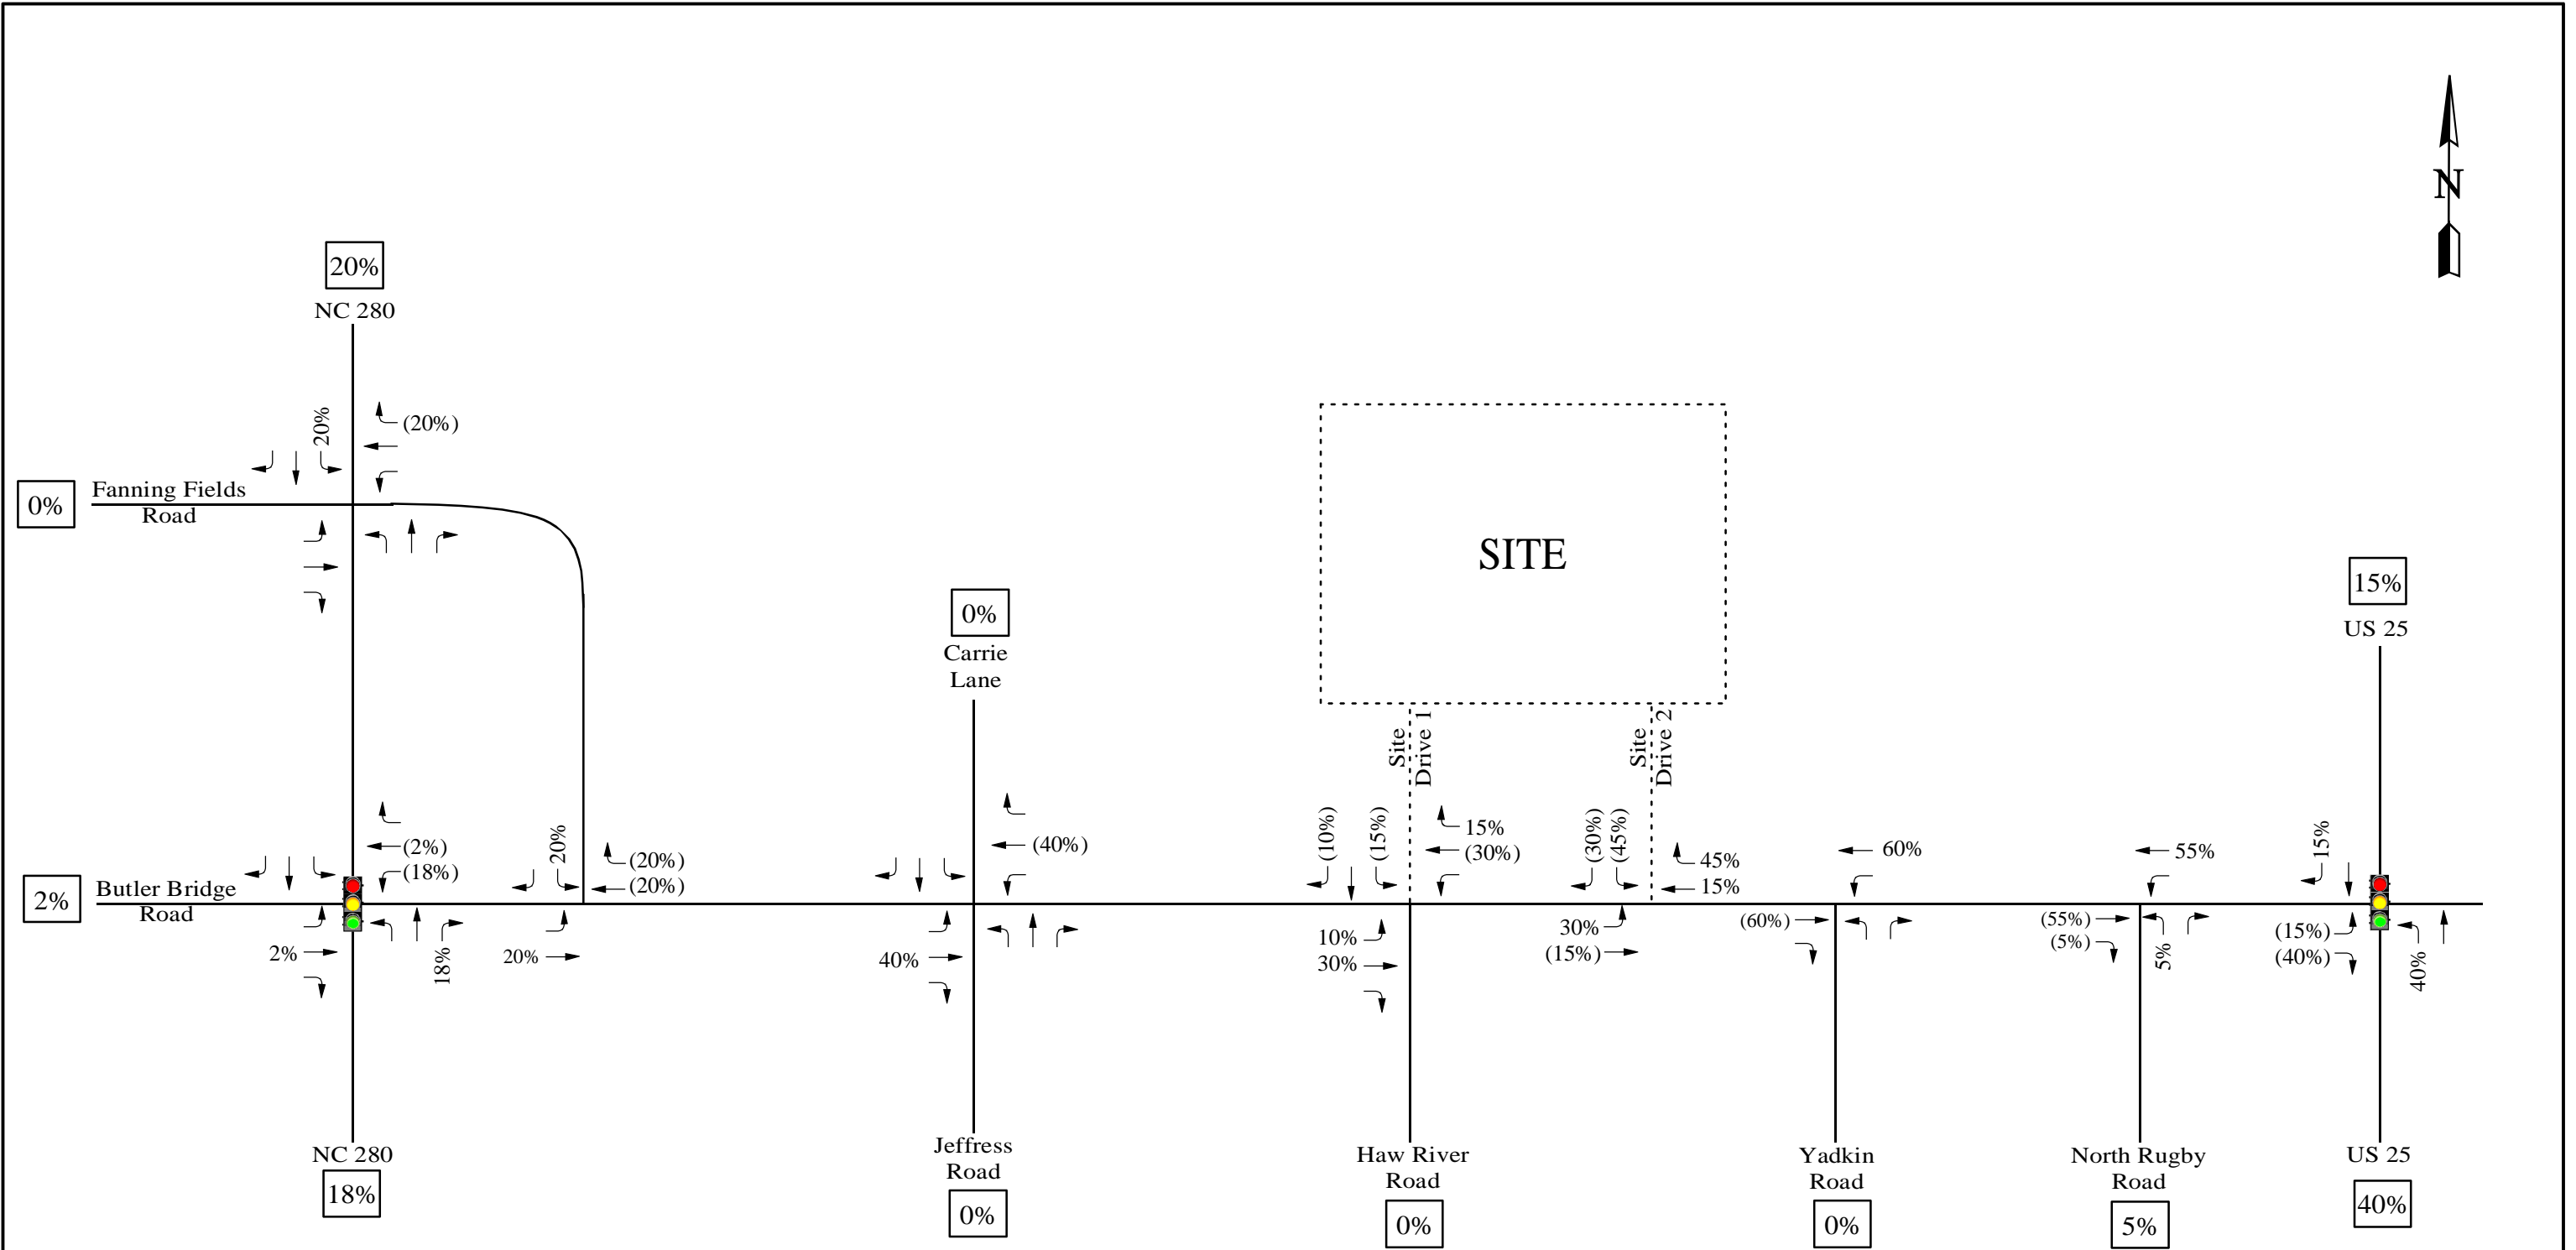 N
20%
NC 280
20%
(20%)
0%
Fanning Fields
Road
SITE
15%
US 25
0%
Carrie
Lane
Site
Drive 1
Site
Drive 2
2%
Butler Bridge
Road
(2%)
(18%)
2%
18%
20%
(20%)
(20%)
20%
(40%)
40%
(10%)
(15%)
15%
(30%)
10%
30%
(30%)
(45%)
45%
15%
30%
(15%)
60%
(60%)
55%
(55%)
(5%)
5%
15%
(15%)
(40%)
40%
NC 280
18%
Jeffress
Road
0%
Haw River
Road
0%
Yadkin
Road
0%
North Rugby
Road
5%
US 25
40%